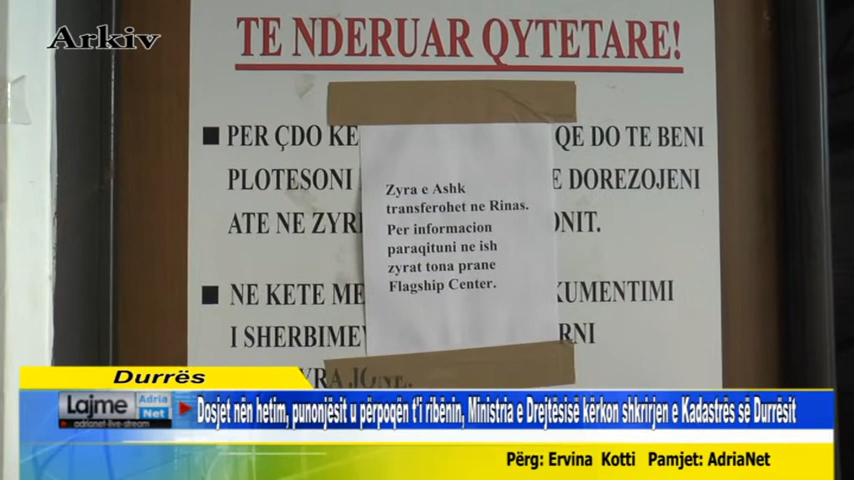 Arkiv
TE NDERUAR QYTETARE!
PER ÇDO KE QE DO TE BENI
PLOTESONI E DOREZOJENI
ATE NE ZYR ONIT.
NE KETE ME KUMENTIMI
I SHERBIME RNI
YRA JONE.
Zyra e Ashk
transferohet ne Rinas.
Per informacion
paraqituni ne ish
zyrat tona prane
Flagship Center.
Durrës
Lajme Adria Net
adrianet-live-stream
Dosjet nën hetim, punonjësit u përpoqën t'i ribënin, Ministria e Drejtësisë kërkon shkrirjen e Kadastrës së Durrësit
Përg: Ervina Kotti Pamjet: AdriaNet